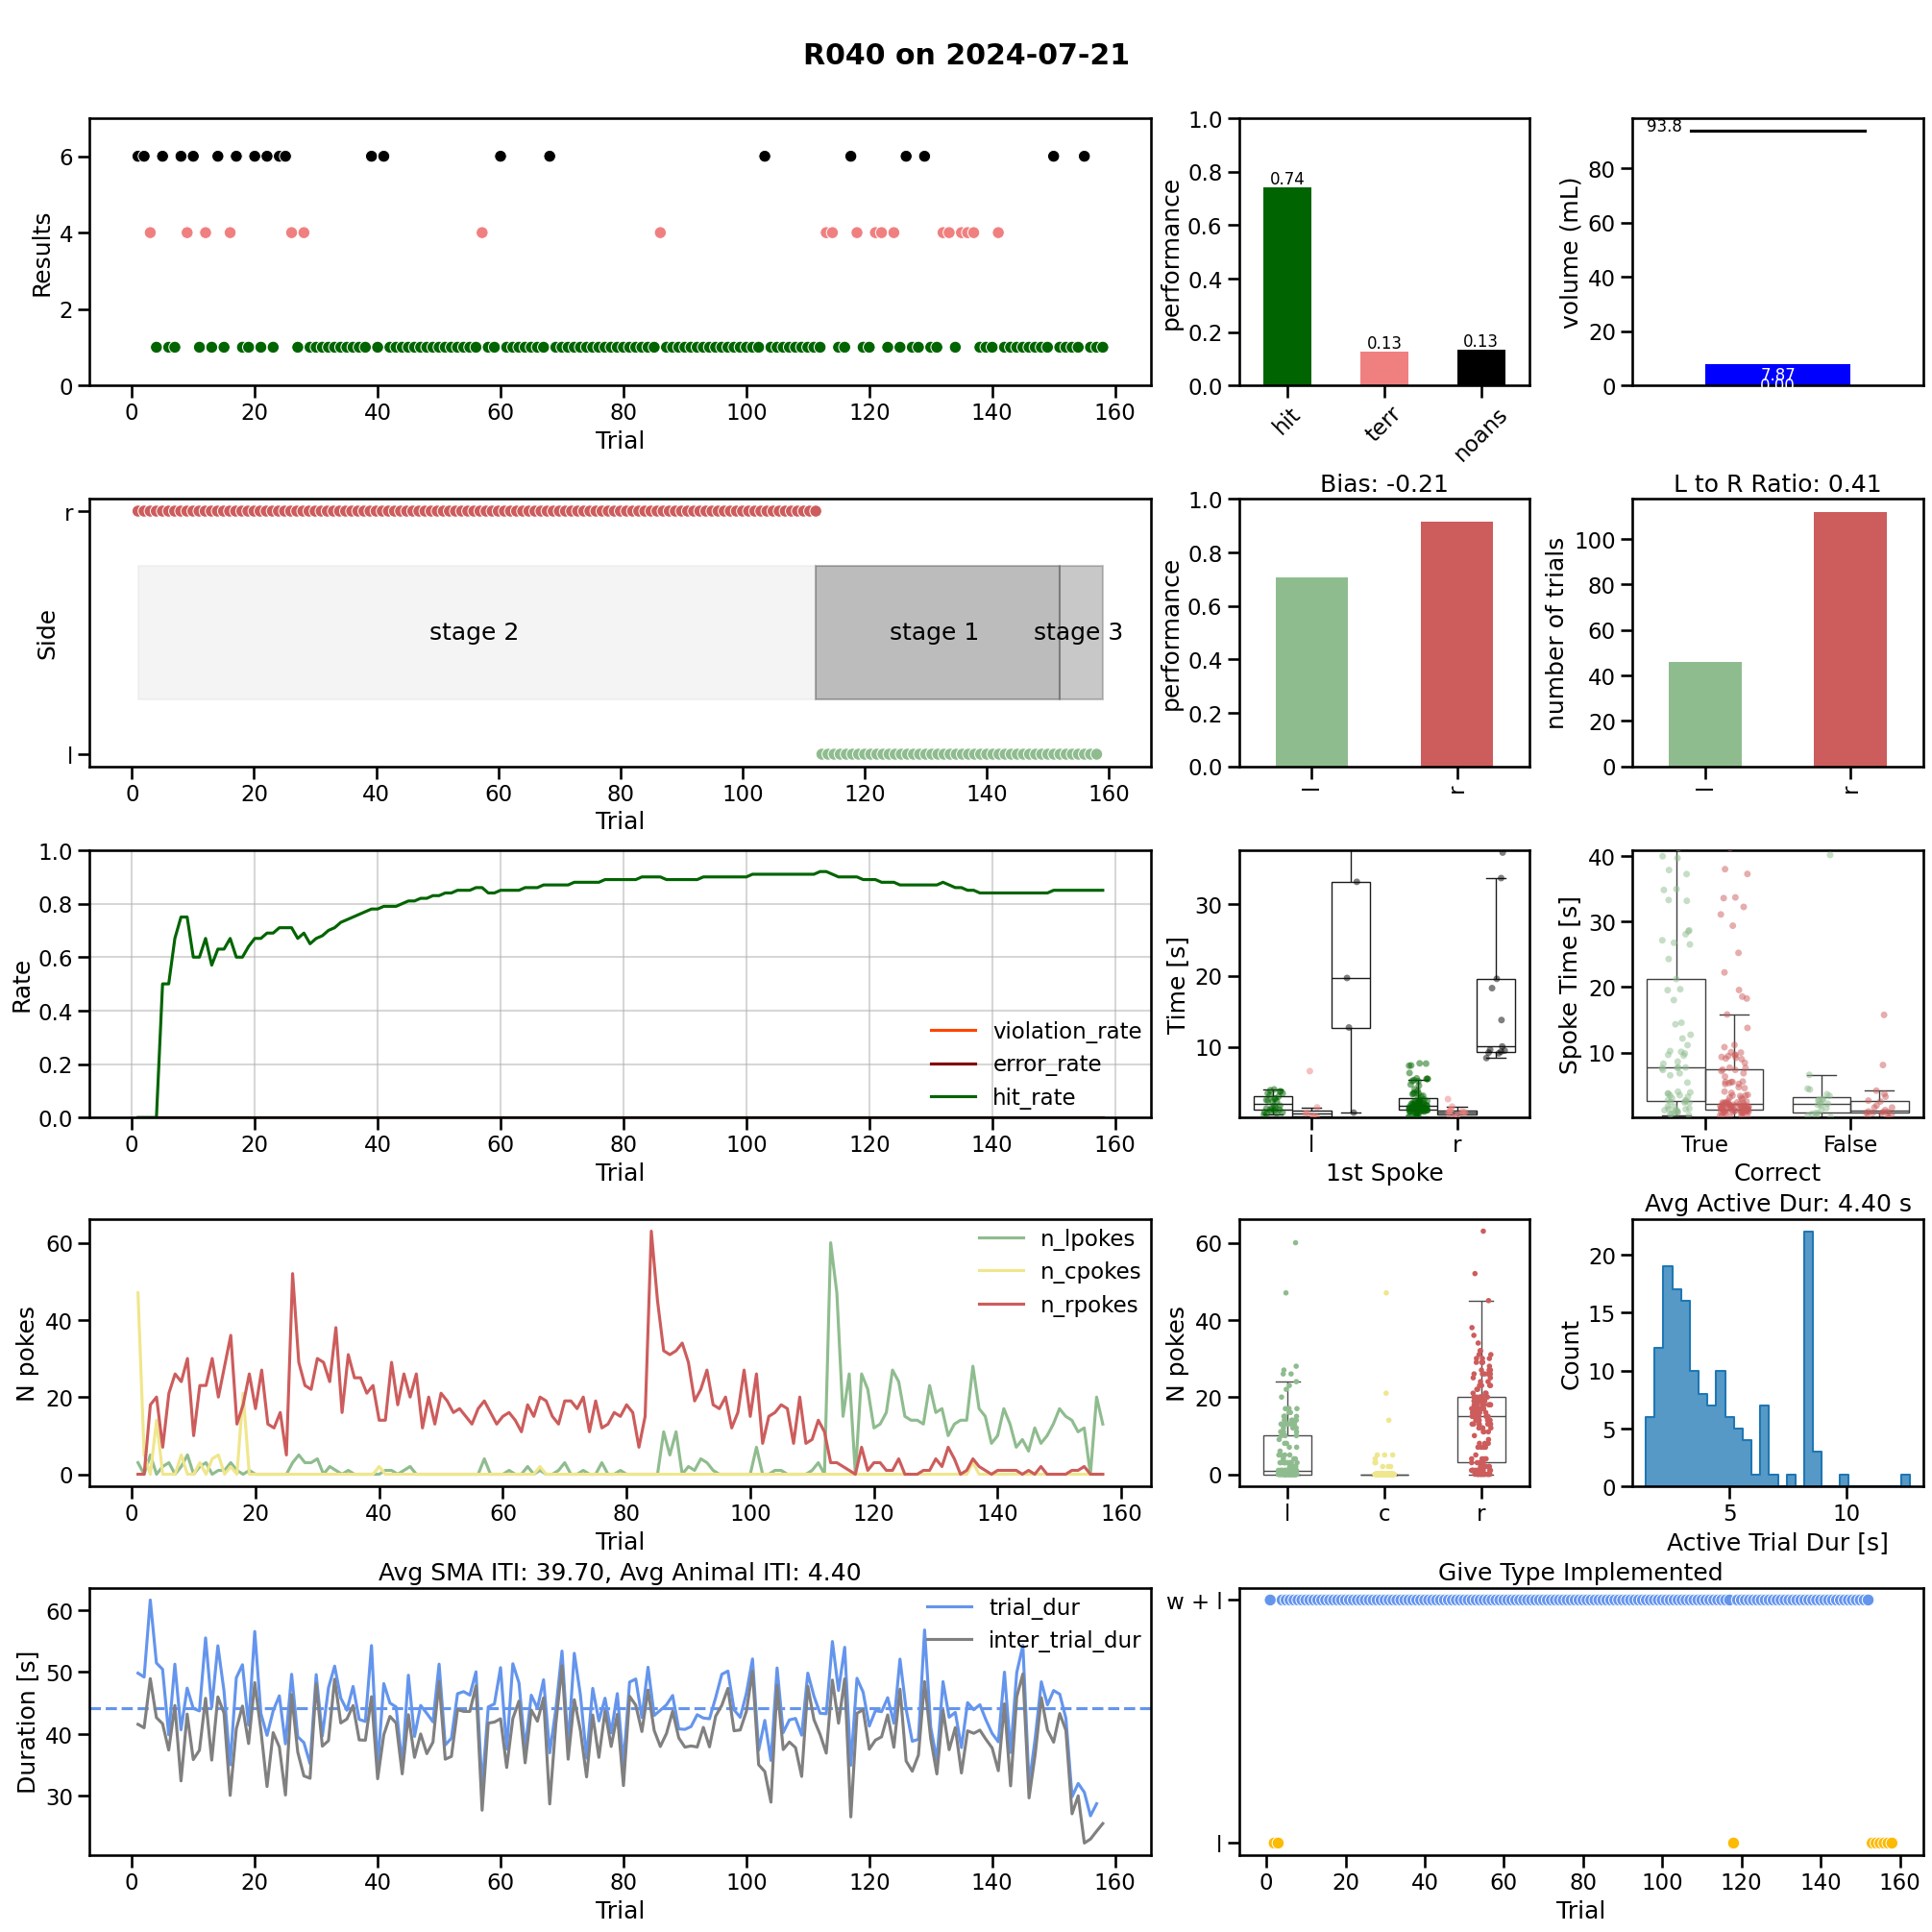 R040 on 2024-07-21
Results
6
4
2
0
0 20 40 60 80 100 120 140 160
Trial
performance
1.0
0.8
0.6
0.4
0.2
0.0
0.74
0.13
0.13
hit
terr
noans
volume (mL)
80
60
40
20
0
93.8
7.87
0.00
Side
r
l
stage 2
stage 1
stage 3
0 20 40 60 80 100 120 140 160
Trial
Bias: -0.21
performance
1.0
0.8
0.6
0.4
0.2
0.0
l
r
L to R Ratio: 0.41
number of trials
100
80
60
40
20
0
l
r
Rate
1.0
0.8
0.6
0.4
0.2
0.0
violation_rate
error_rate
hit_rate
0 20 40 60 80 100 120 140 160
Trial
Time [s]
30
20
10
l r
1st Spoke
Spoke Time [s]
40
30
20
10
True False
Correct
N pokes
60
40
20
0
n_lpokes
n_cpokes
n_rpokes
0 20 40 60 80 100 120 140 160
Trial
N pokes
60
40
20
0
l c r
Avg Active Dur: 4.40 s
Count
20
15
10
5
0
5 10
Active Trial Dur [s]
Avg SMA ITI: 39.70, Avg Animal ITI: 4.40
Duration [s]
60
50
40
30
trial_dur
inter_trial_dur
0 20 40 60 80 100 120 140 160
Trial
Give Type Implemented
w + l
l
0 20 40 60 80 100 120 140 160
Trial